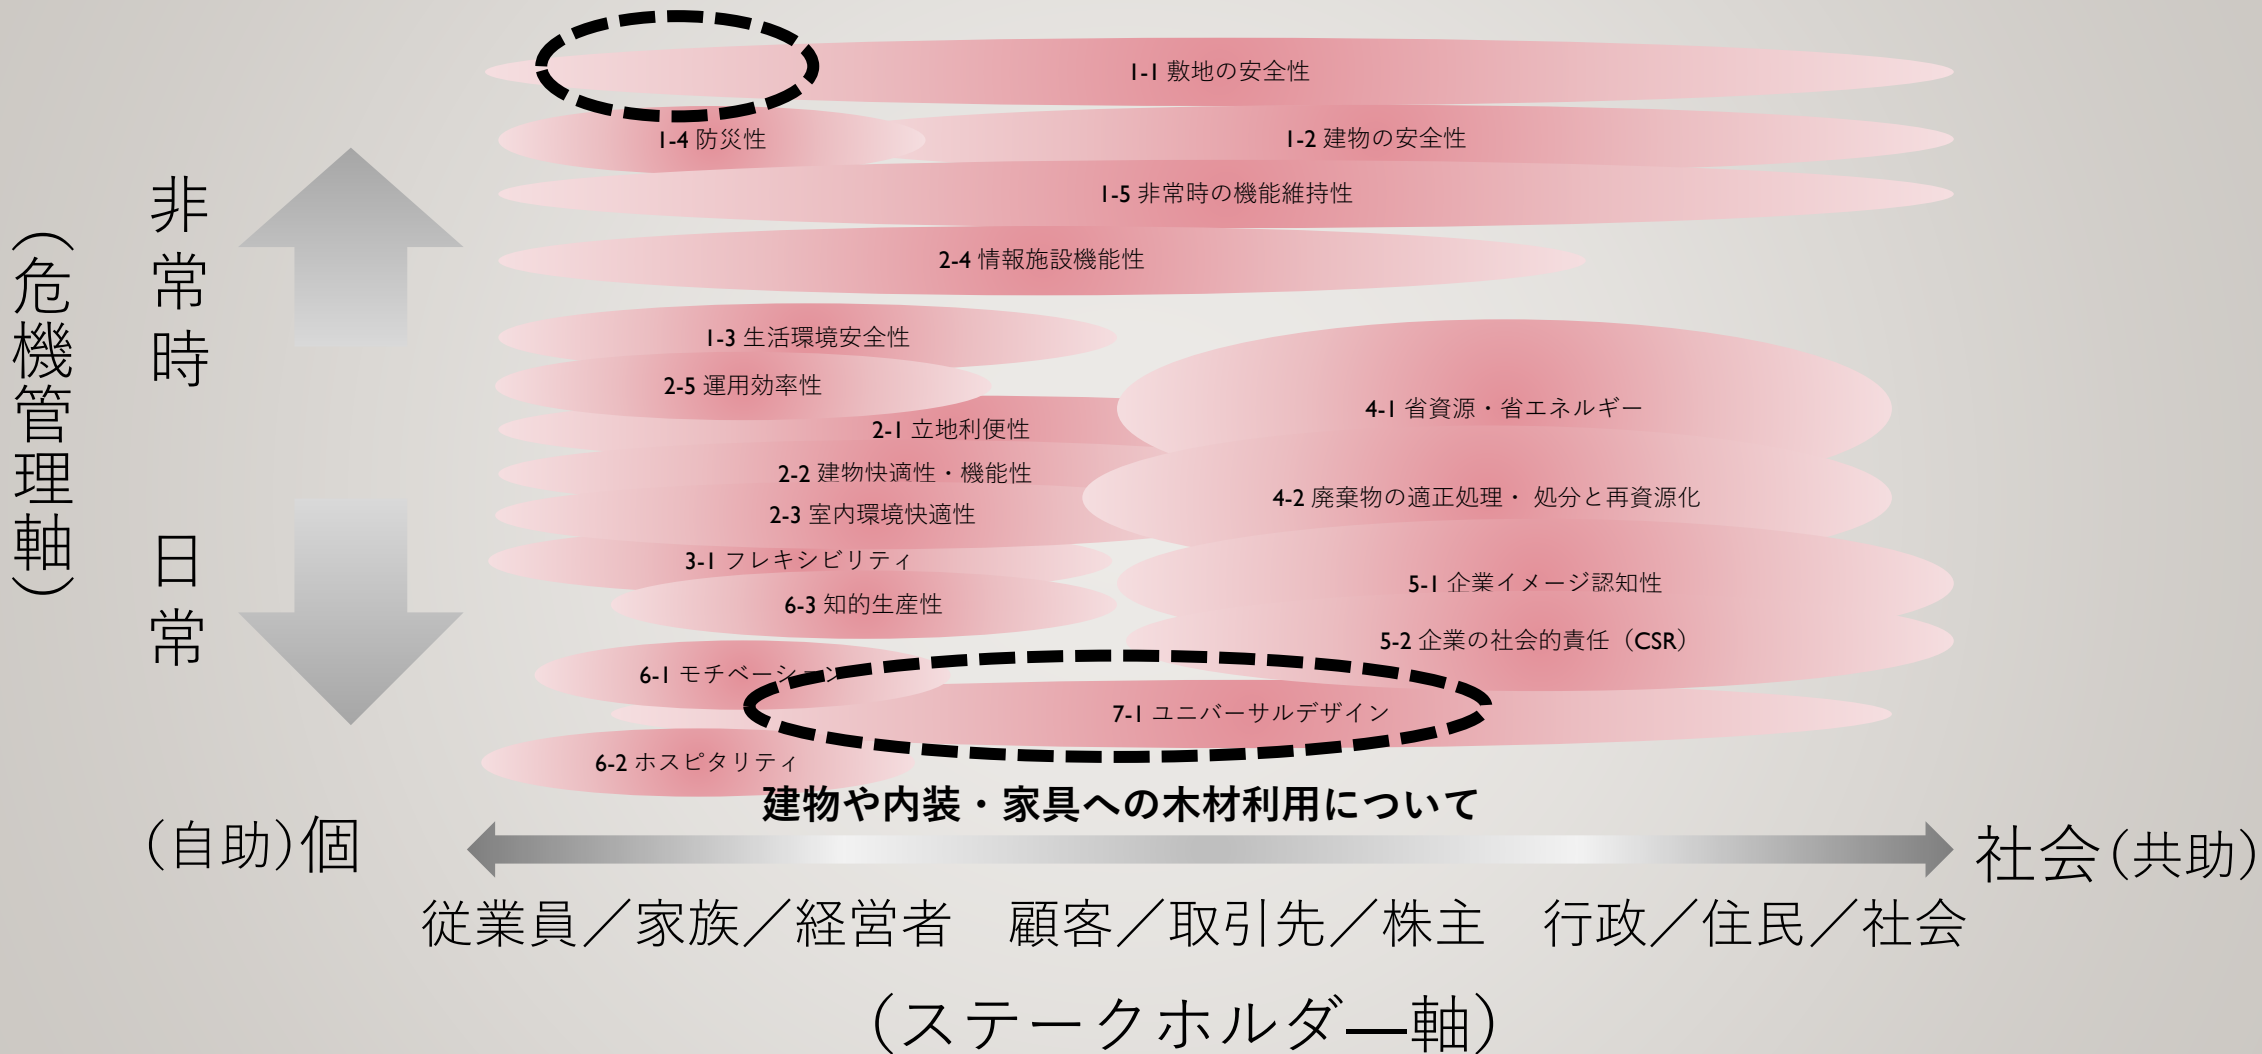 1-1 敷地の安全性
1-4 防災性
1-2 建物の安全性
1-5 非常時の機能維持性
2-4 情報施設機能性
1-3 生活環境安全性
2-5 運用効率性
4-1 省資源・省エネルギー
2-1 立地利便性
2-2 建物快適性・機能性
4-2 廃棄物の適正処理・ 処分と再資源化
2-3 室内環境快適性
3-1 フレキシビリティ
5-1 企業イメージ認知性
6-3 知的生産性
5-2 企業の社会的責任（CSR）
6-1 モチベーション
7-1 ユニバーサルデザイン
6-2 ホスピタリティ
（危機管理軸）
非常時
日常
建物や内装・家具への木材利用について
（自助）個
社会（共助）
従業員／家族／経営者　顧客／取引先／株主　行政／住民／社会
（ステークホルダ―軸）